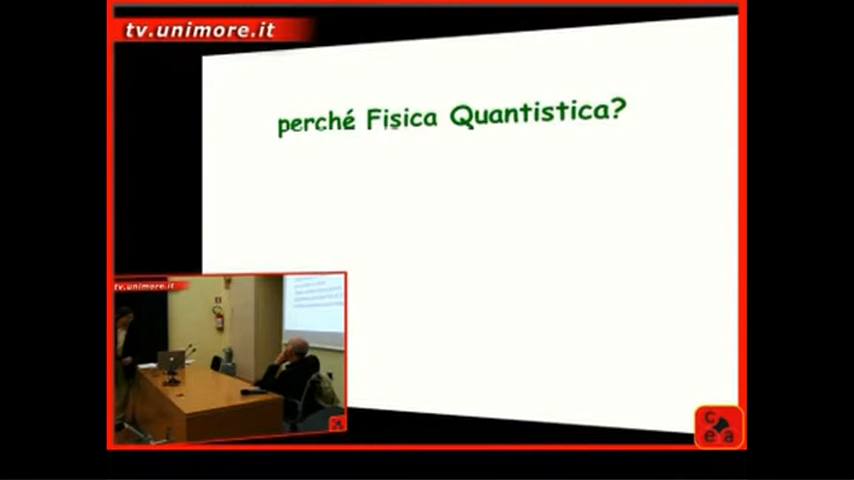 tv.unimore.it
perché Fisica Quantistica?
tv.unimore.it
c
e a